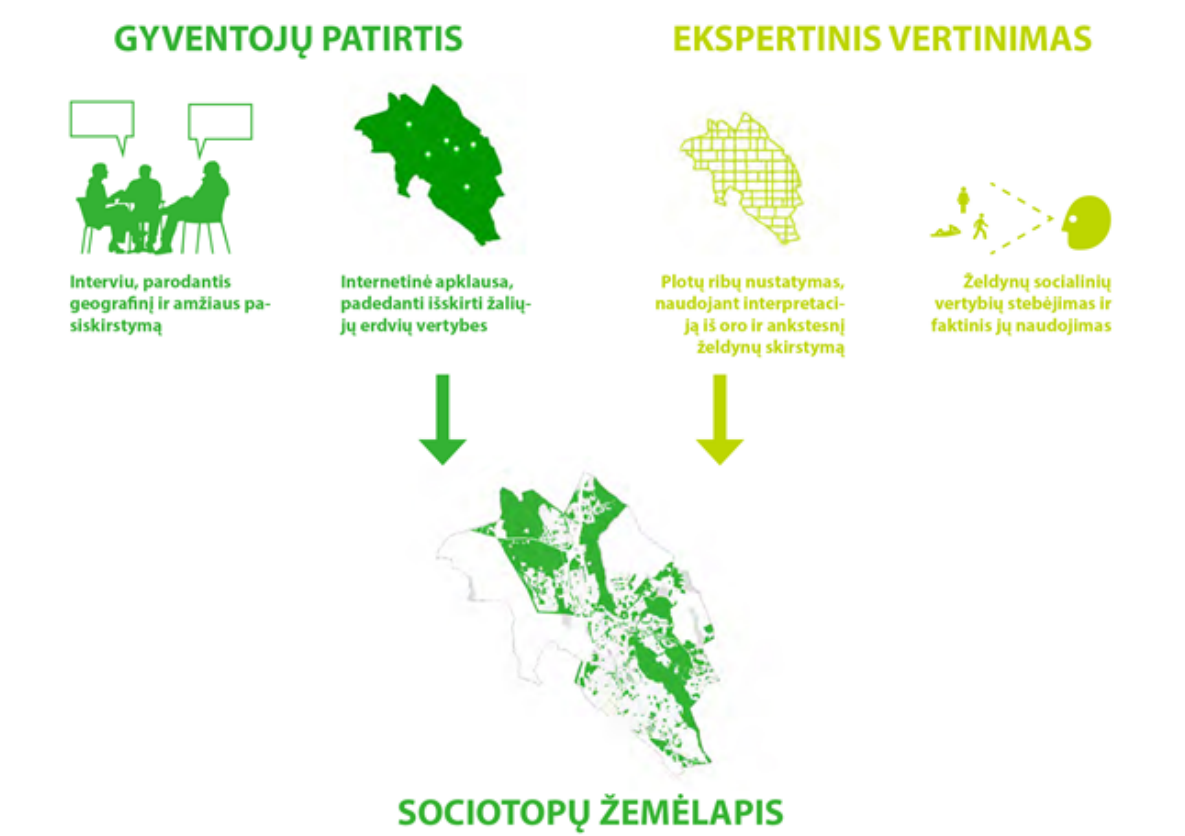 GYVENTOJŲ PATIRTIS
EKSPERTINIS VERTINIMAS
Interviu, parodantis
geografinį ir amžiaus pa-
siskirstymą
Internetinė apklausa,
padedanti išskirti žalių-
jų erdvių vertybes
Plotų ribų nustatymas,
naudojant interpretaci-
ją iš oro ir ankstesnį
želdynų skirstymą
Želdynų socialinių
vertybių stebėjimas ir
faktinis jų naudojimas
SOCIOTOPŲ ŽEMĖLAPIS